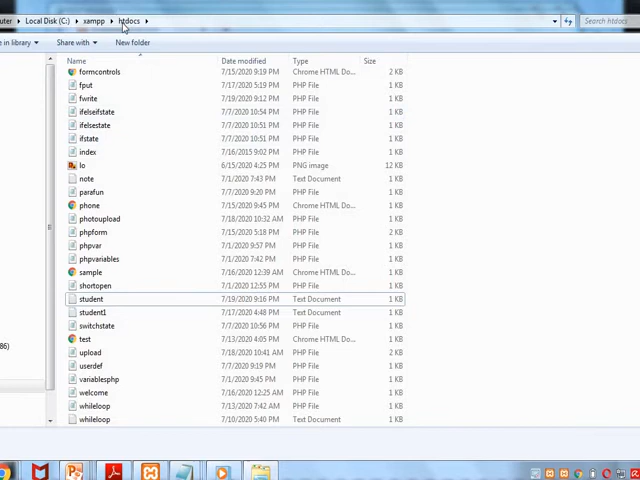 uter ▸ Local Disk (C:) ▸ xampp ▸ htdocs ▸ Search htdocs
e in library ▾ Share with ▾ New folder
Name Date modified Type Size
formcontrols 7/15/2020 9:19 PM Chrome HTML Do... 2 KB
fput 7/17/2020 5:19 PM PHP File 1 KB
fwrite 7/19/2020 9:12 PM PHP File 1 KB
ifelseifstate 7/7/2020 10:54 PM PHP File 1 KB
ifelsestate 7/7/2020 10:51 PM PHP File 1 KB
ifstate 7/7/2020 10:51 PM PHP File 1 KB
index 7/16/2015 9:02 PM PHP File 1 KB
lo 6/15/2020 4:25 PM PNG image 12 KB
note 7/1/2020 7:43 PM Text Document 1 KB
parafun 7/7/2020 9:20 PM PHP File 1 KB
phone 7/15/2020 9:45 PM Chrome HTML Do... 1 KB
photoupload 7/18/2020 10:32 AM PHP File 1 KB
phpform 7/15/2020 5:18 PM PHP File 1 KB
phpvar 7/1/2020 9:57 PM PHP File 1 KB
phpvariables 7/1/2020 7:42 PM PHP File 1 KB
sample 7/16/2020 12:39 AM Chrome HTML Do... 1 KB
shortopen 7/1/2020 12:55 PM PHP File 1 KB
student 7/19/2020 9:16 PM Text Document 1 KB
student1 7/17/2020 4:48 PM Text Document 1 KB
switchstate 7/7/2020 10:56 PM PHP File 1 KB
test 7/13/2020 4:05 PM Chrome HTML Do... 1 KB
86)
upload 7/18/2020 10:41 AM PHP File 2 KB
userdef 7/7/2020 9:19 PM PHP File 1 KB
variablesphp 7/1/2020 9:45 PM PHP File 1 KB
welcome 7/16/2020 12:25 AM PHP File 1 KB
whileloop 7/13/2020 7:42 AM PHP File 1 KB
whileloop 7/10/2020 5:40 PM Text Document 1 KB